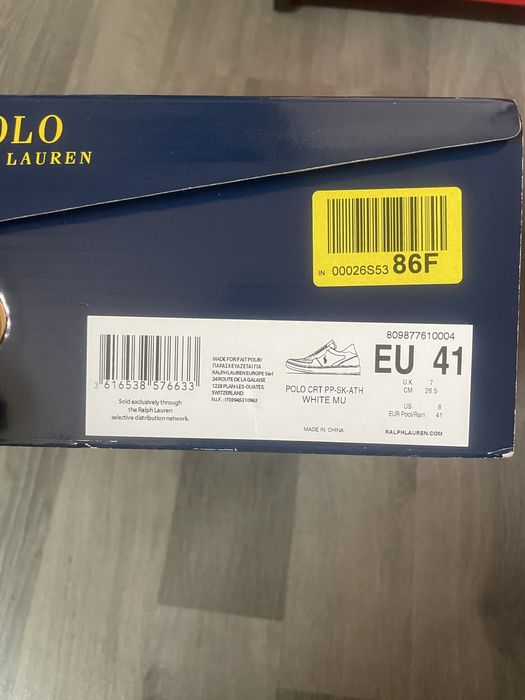 OLO
LAUREN
IN 00026S53 86F
809877610004
EU 41
U.K. 7
CM 26.5
US 8
EUR Pool/Rain 41
RALPHLAUREN.COM
POLO CRT PP-SK-ATH
WHITE MU
MADE IN CHINA
MADE FOR/FAIT POUR/
ΠΑΡΑΣΚΕΥΑΖΕΤΑΙ ΓΙΑ
RALPH LAUREN EUROPE Sàrl
24 ROUTE DE LA GALAISE
1228 PLAN-LES-OUATES,
SWITZERLAND
3 616538 576633
Sold exclusively through
the Ralph Lauren
selective distribution network.